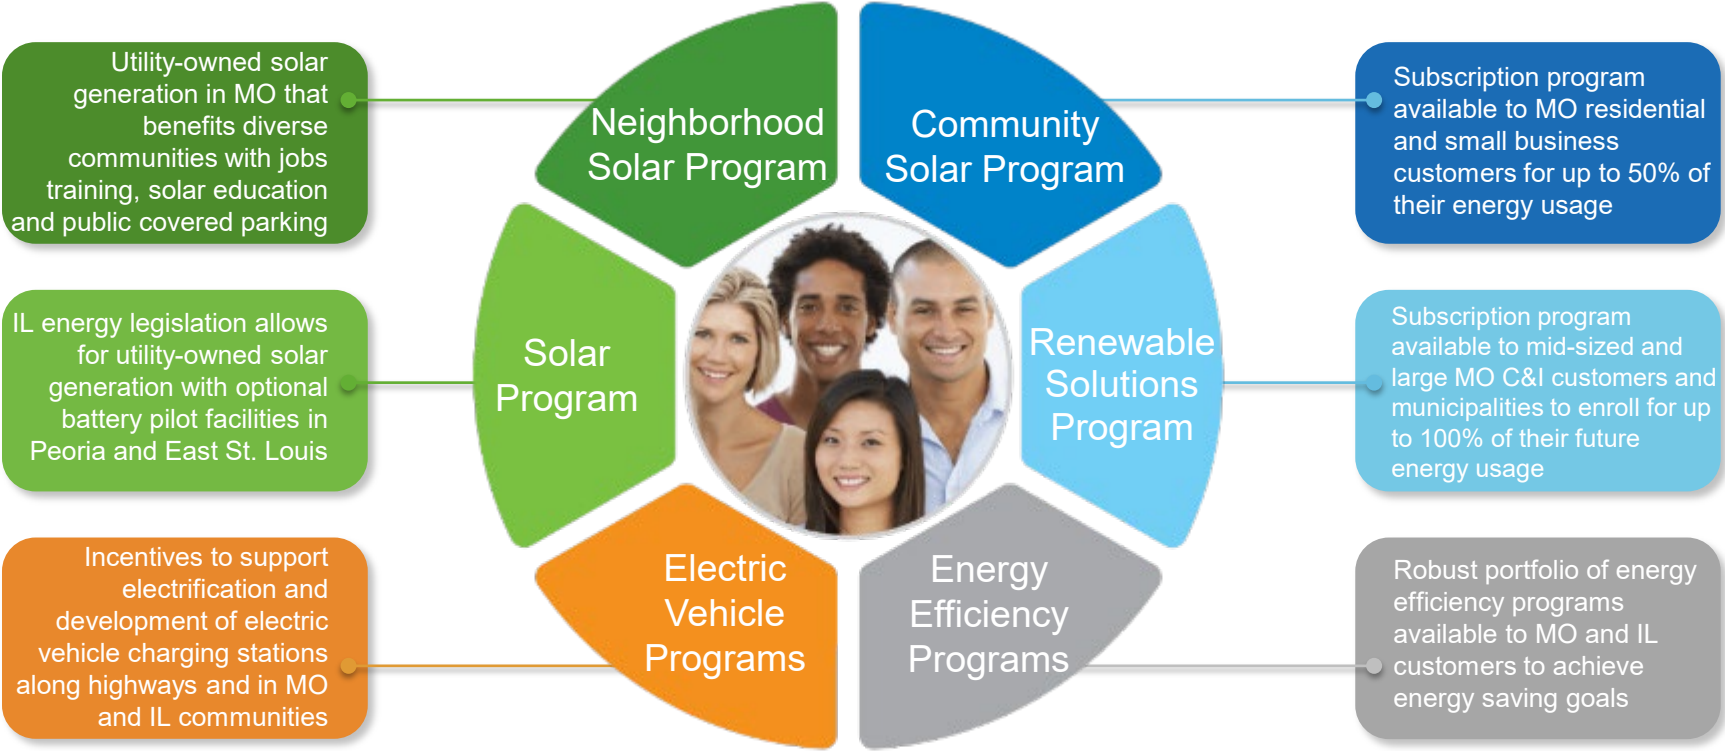 Utility-owned solar
generation in MO that
benefits diverse
communities with jobs
training, solar education
and public covered parking
Neighborhood
Solar Program
Community
Solar Program
Subscription program
available to MO residential
and small business
customers for up to 50% of
their energy usage
IL energy legislation allows
for utility-owned solar
generation with optional
battery pilot facilities in
Peoria and East St. Louis
Solar
Program
Renewable
Solutions
Program
Subscription program
available to mid-sized and
large MO C&I customers and
municipalities to enroll for up
to 100% of their future
energy usage
Incentives to support
electrification and
development of electric
vehicle charging stations
along highways and in MO
and IL communities
Electric
Vehicle
Programs
Energy
Efficiency
Programs
Robust portfolio of energy
efficiency programs
available to MO and IL
customers to achieve
energy saving goals